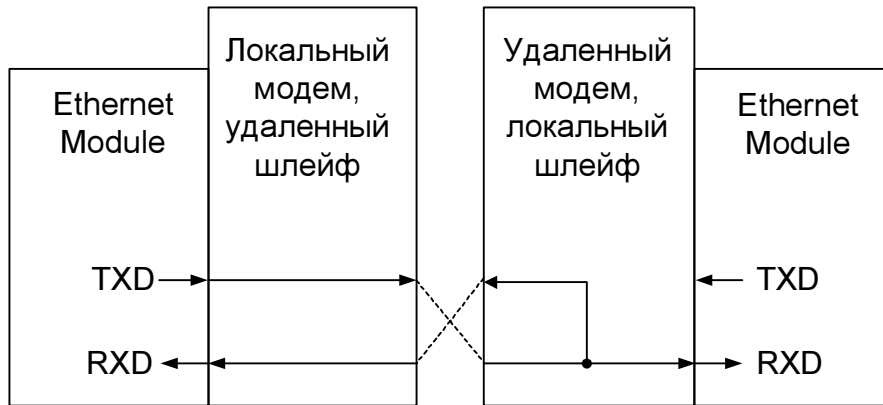 Локальный
модем,
удаленный
шлейф
Удаленный
модем,
локальный
шлейф
Ethernet
Module
Ethernet
Module
TXD
TXD
RXD
RXD